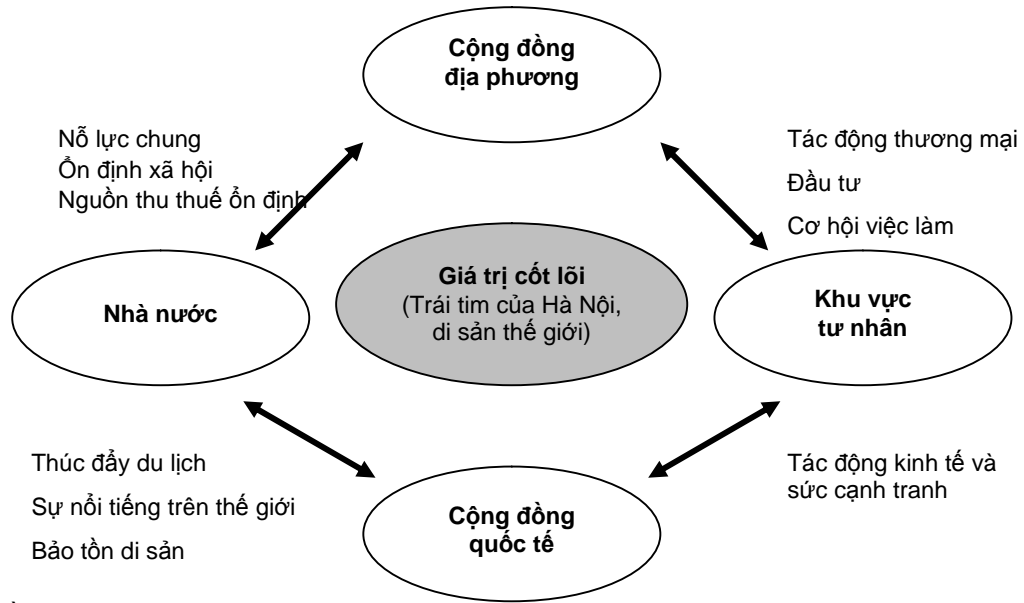 Cộng đồng
địa phương
Nỗ lực chung
Ổn định xã hội
Nguồn thu thuế ổn định
Tác động thương mại
Đầu tư
Cơ hội việc làm
Nhà nước
Giá trị cốt lõi
(Trái tim của Hà Nội,
di sản thế giới)
Khu vực
tư nhân
Thúc đẩy du lịch
Sự nổi tiếng trên thế giới
Bảo tồn di sản
Cộng đồng
quốc tế
Tác động kinh tế và
sức cạnh tranh